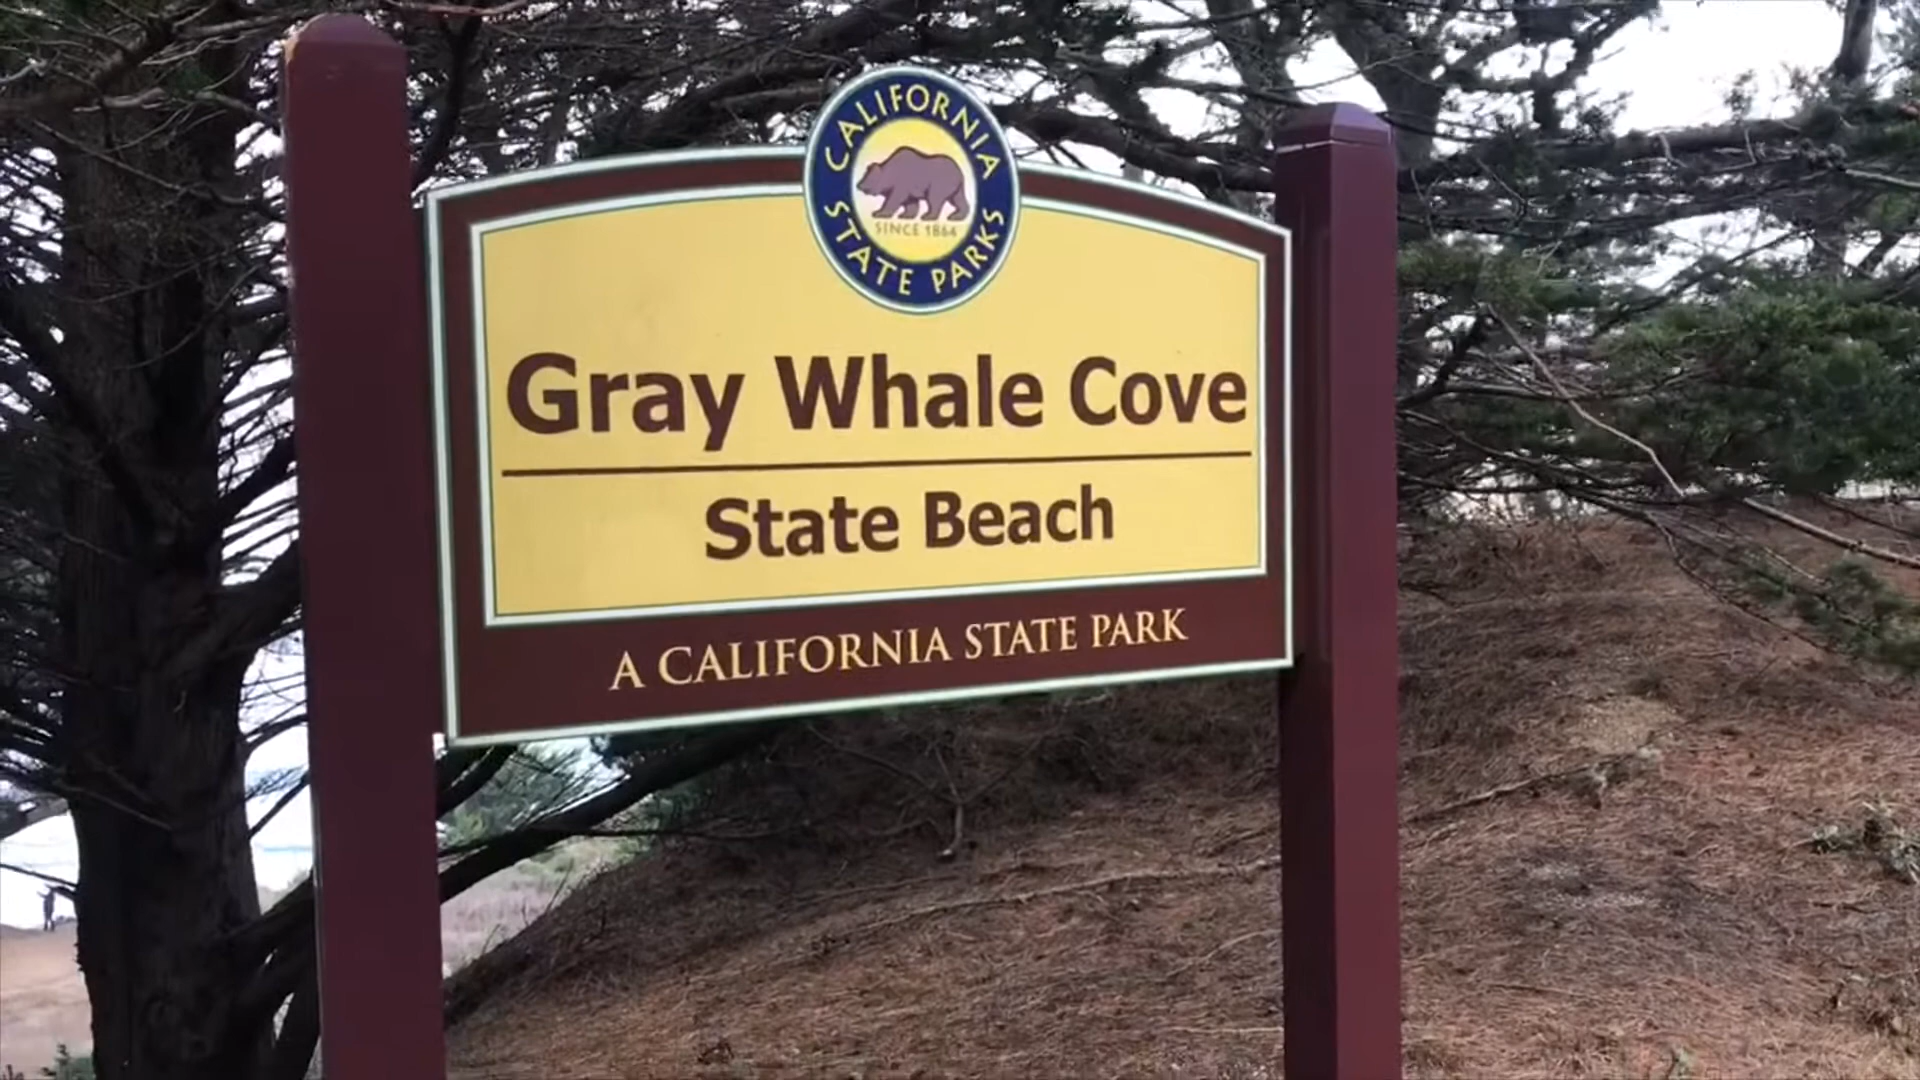 CALIFORNIA
SINCE 1864
STATE PARKS
Gray Whale Cove
State Beach
A CALIFORNIA STATE PARK